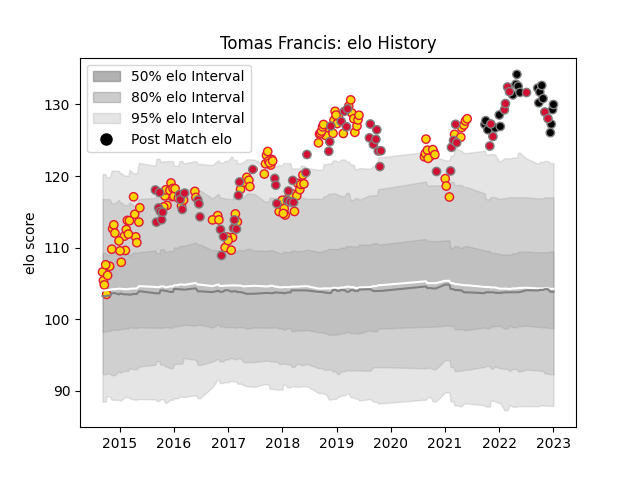 Tomas Francis: elo History
50% elo Interval
80% elo Interval
95% elo Interval
Post Match elo
elo score
130
120
110
100
90
2015 2016 2017 2018 2019 2020 2021 2022 2023